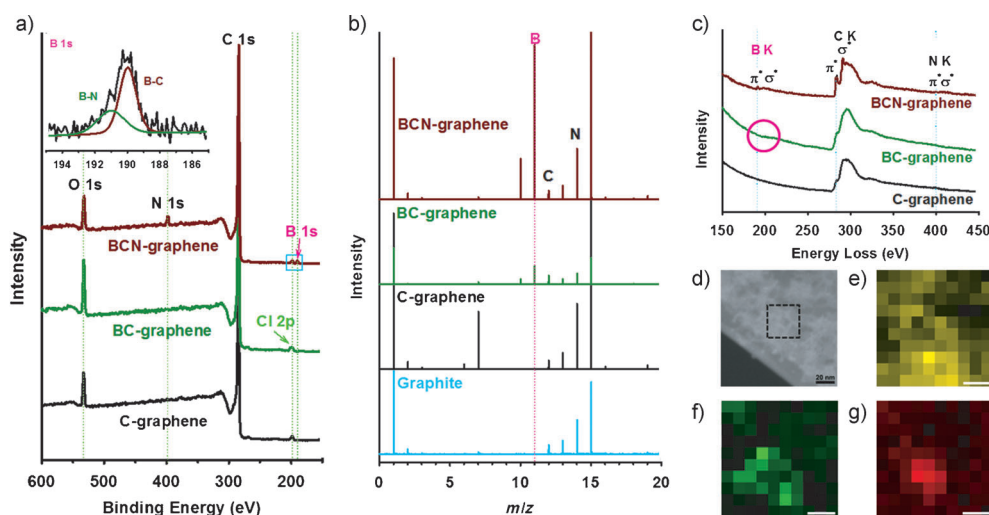 a)
B 1s
B-C
B-N
194 192 190 188 186
C 1s
O 1s
N 1s
BCN-graphene
B 1s
BC-graphene
Cl 2p
C-graphene
Intensity
600 500 400 300 200
Binding Energy (eV)
b)
B
BCN-graphene
N
C
BC-graphene
C-graphene
Graphite
Intensity
0 5 10 15 20
m/z
c)
B K
π* σ*
C K
σ*
π*
N K
π* σ*
BCN-graphene
BC-graphene
C-graphene
Intensity
150 200 250 300 350 400 450
Energy Loss (eV)
d)
20 nm
e)
f)
g)